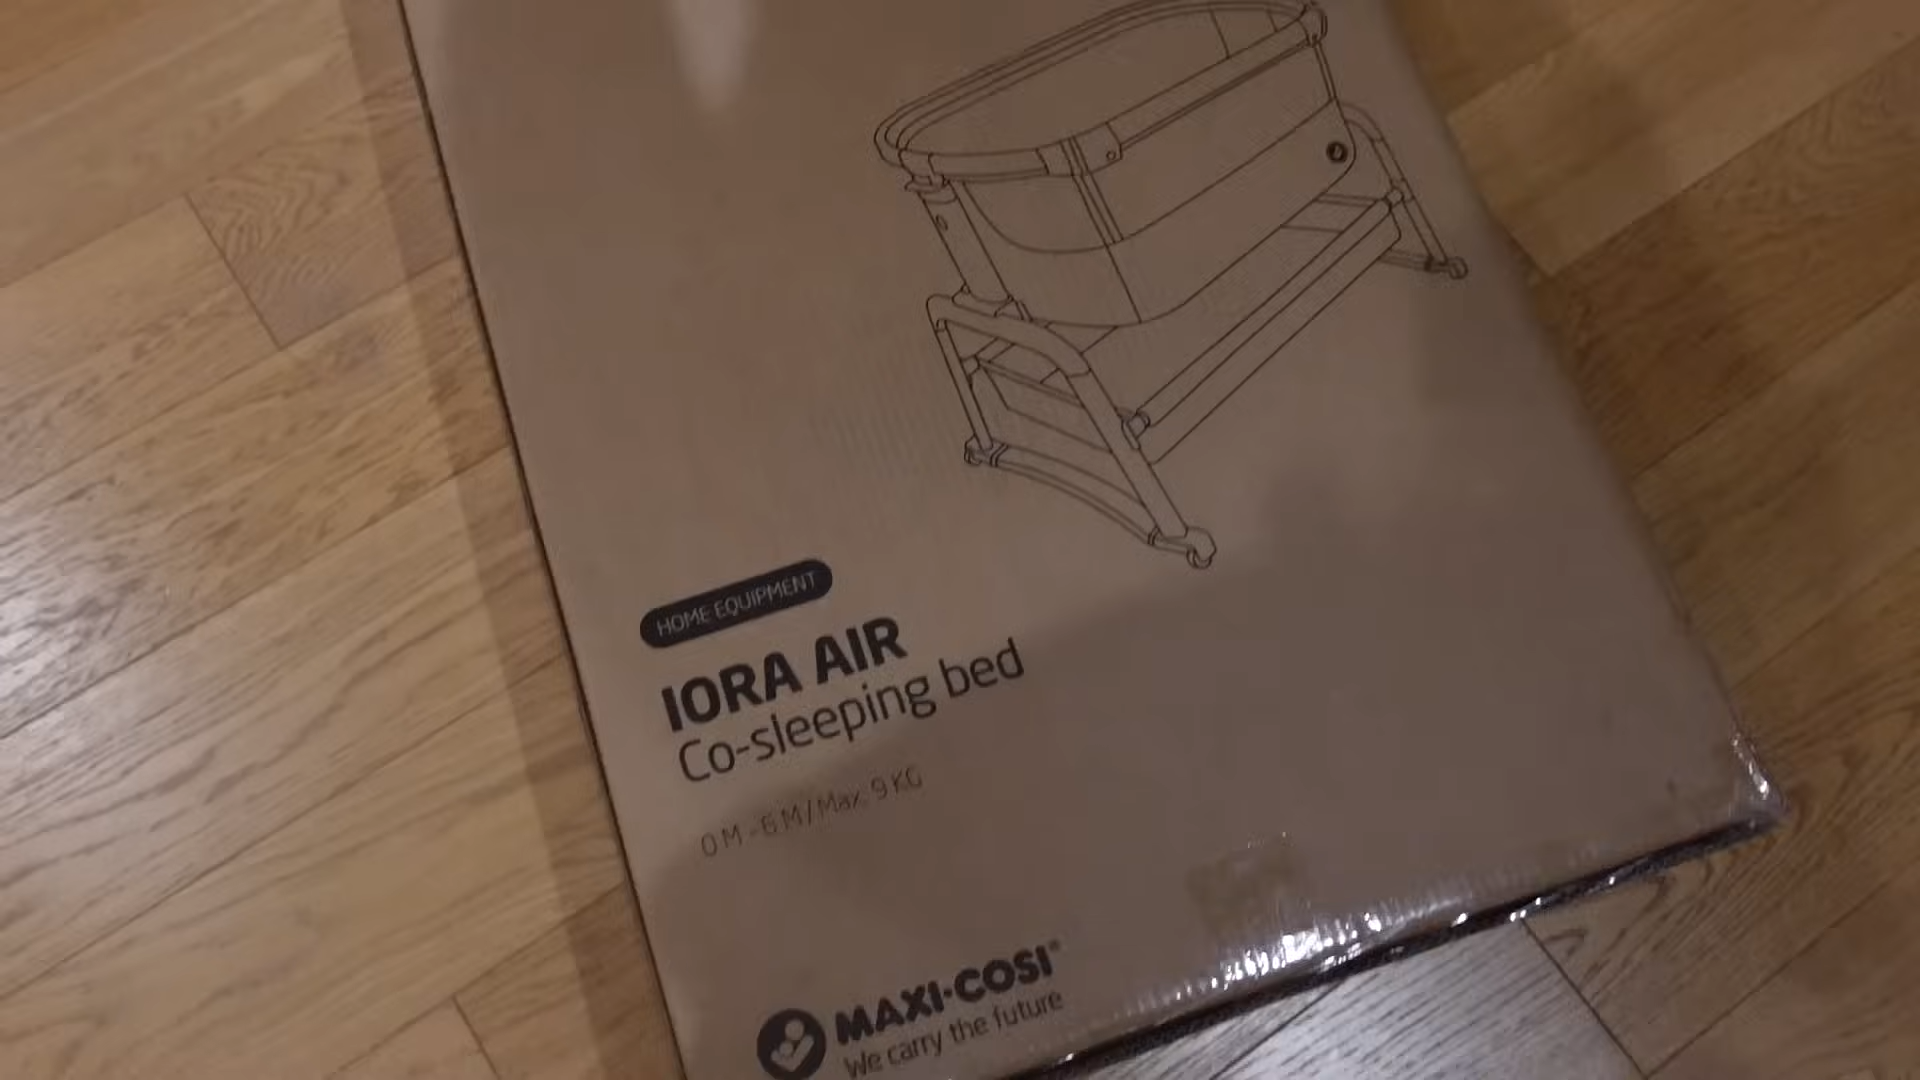 HOME EQUIPMENT
IORA AIR
Co-sleeping bed
0 M - 6 M / Max. 9 KG
MAXI·COSI®
We carry the future